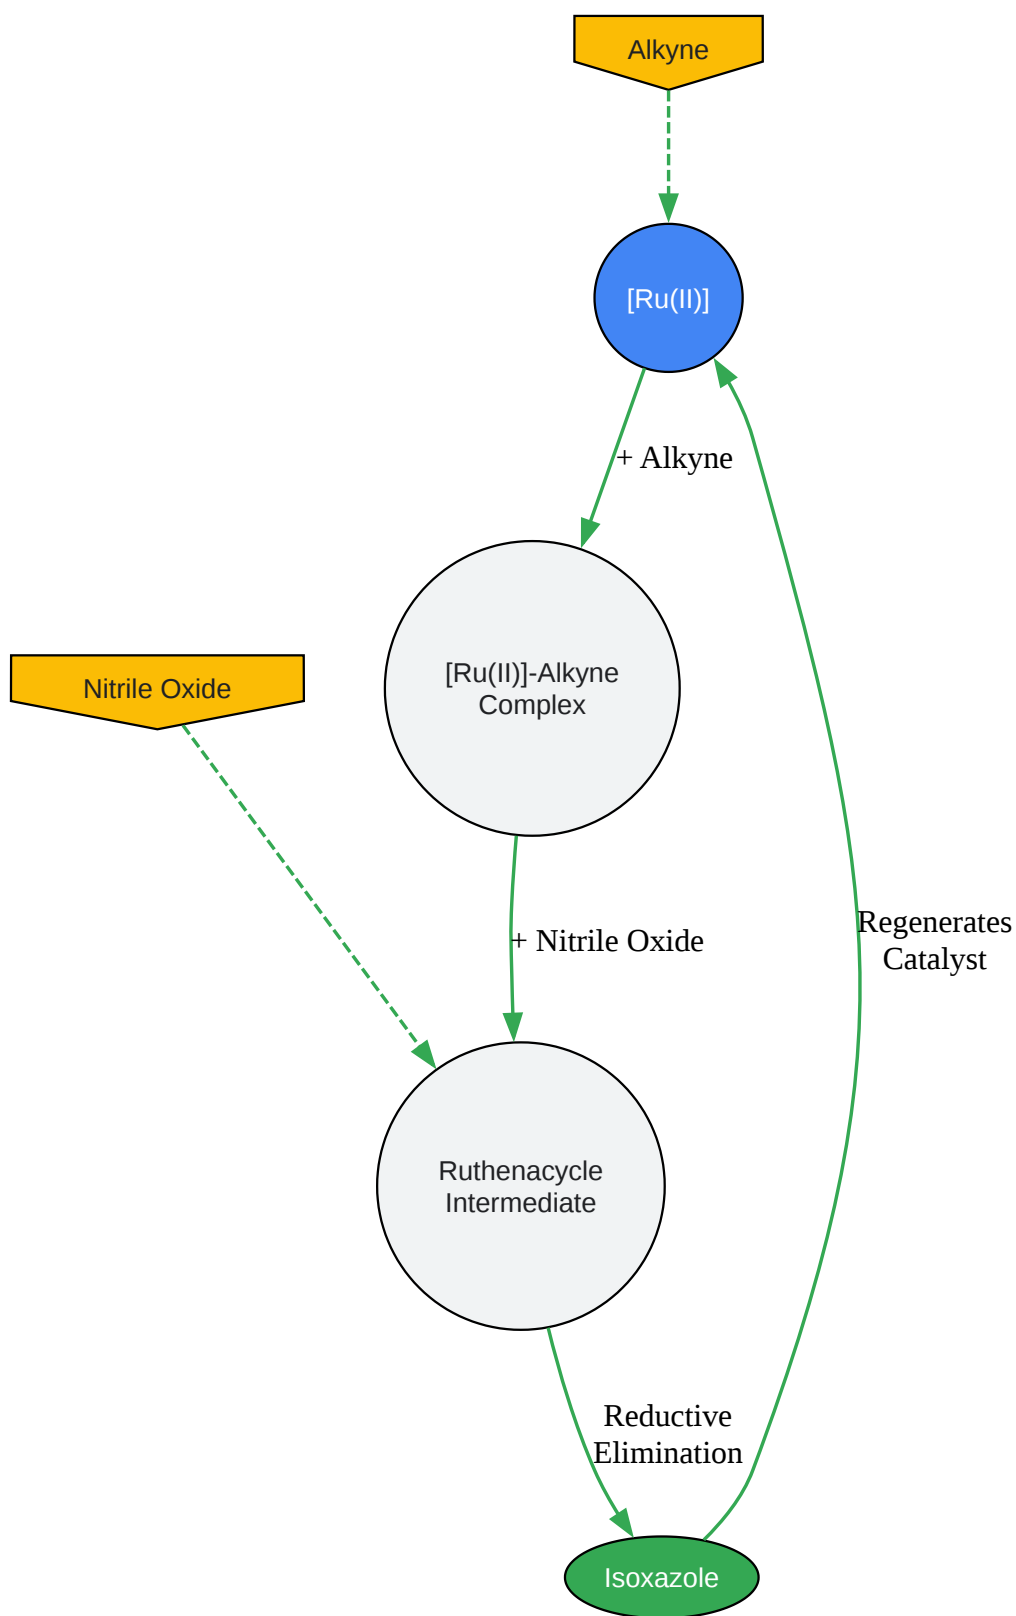 Alkyne
[Ru(II)]
+ Alkyne
[Ru(II)]-Alkyne
Complex
Nitrile Oxide
+ Nitrile Oxide
Regenerates
Catalyst
Ruthenacycle
Intermediate
Reductive
Elimination
Isoxazole